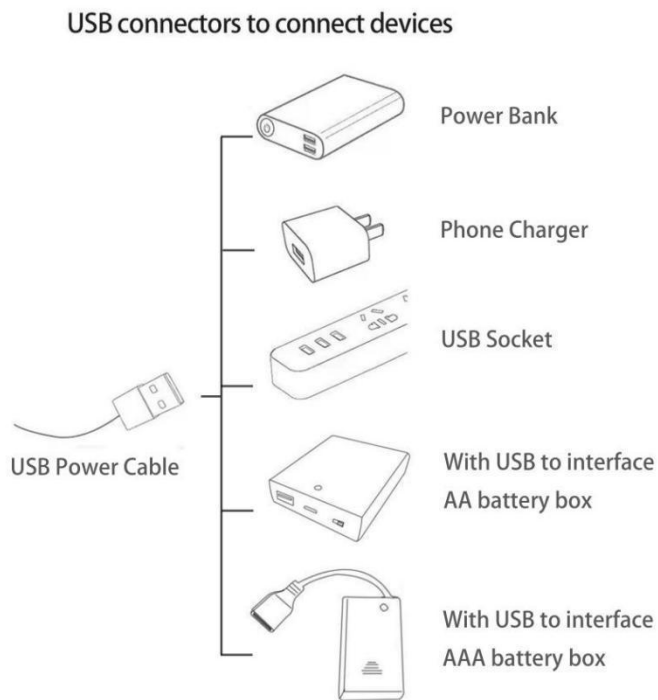 USB connectors to connect devices
Power Bank
Phone Charger
USB Socket
USB Power Cable
With USB to interface
AA battery box
With USB to interface
AAA battery box